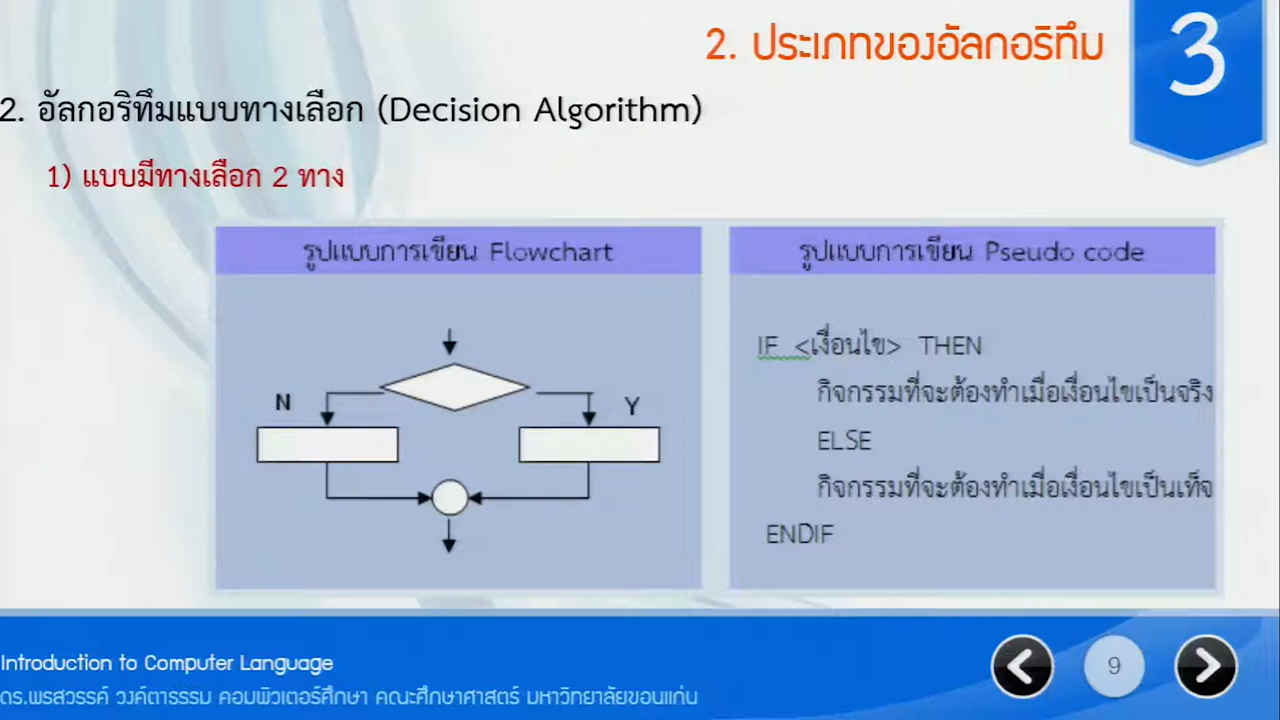 2. ประเภทของอัลกอริทึม
3
2. อัลกอริทึมแบบทางเลือก (Decision Algorithm)
1) แบบมีทางเลือก 2 ทาง
รูปแบบการเขียน Flowchart
N
Y
รูปแบบการเขียน Pseudo code
IF <เงื่อนไข> THEN
กิจกรรมที่จะต้องทำเมื่อเงื่อนไขเป็นจริง
ELSE
กิจกรรมที่จะต้องทำเมื่อเงื่อนไขเป็นเท็จ
ENDIF
Introduction to Computer Language
ดร.พรสวรรค์ วงค์ตาธรรม คอมพิวเตอร์ศึกษา คณะศึกษาศาสตร์ มหาวิทยาลัยขอนแก่น
9